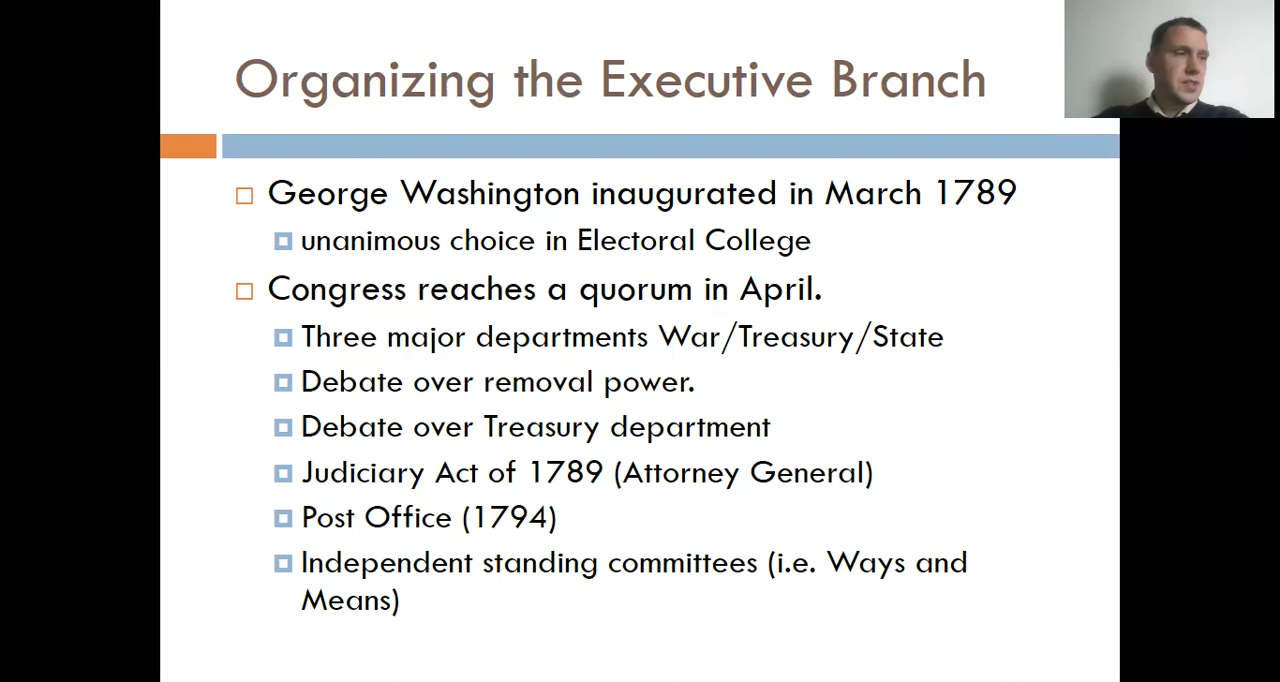 Organizing the Executive Branch
George Washington inaugurated in March 1789
unanimous choice in Electoral College
Congress reaches a quorum in April.
Three major departments War/Treasury/State
Debate over removal power.
Debate over Treasury department
Judiciary Act of 1789 (Attorney General)
Post Office (1794)
Independent standing committees (i.e. Ways and
Means)